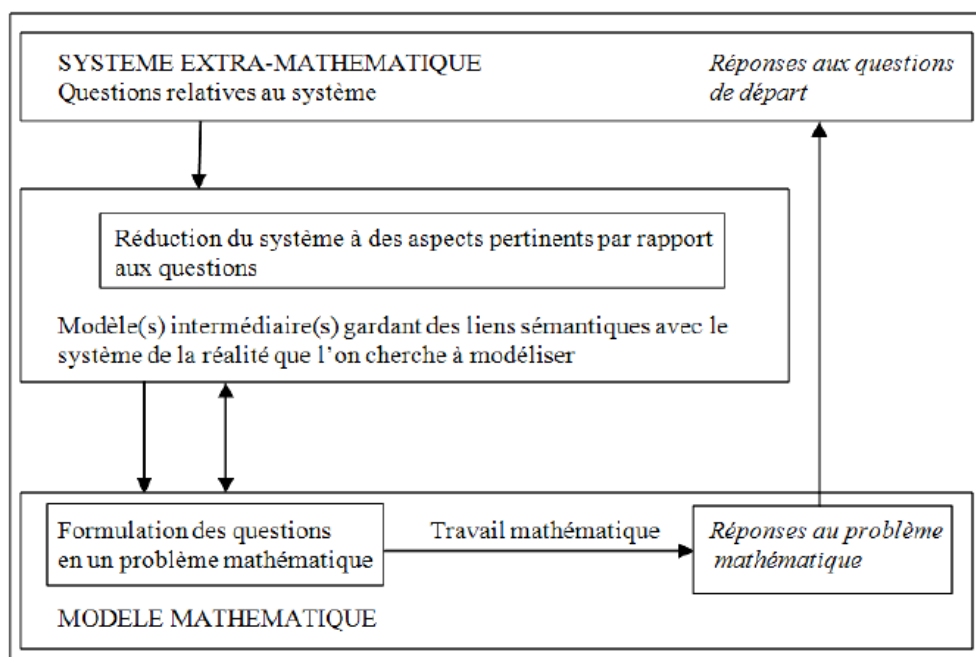 SYSTEME EXTRA-MATHEMATIQUE
Questions relatives au système
Réponses aux questions
de départ
Réduction du système à des aspects pertinents par rapport
aux questions
Modèle(s) intermédiaire(s) gardant des liens sémantiques avec le
système de la réalité que l'on cherche à modéliser
Formulation des questions
en un problème mathématique
Travail mathématique
Réponses au problème
mathématique
MODELE MATHEMATIQUE